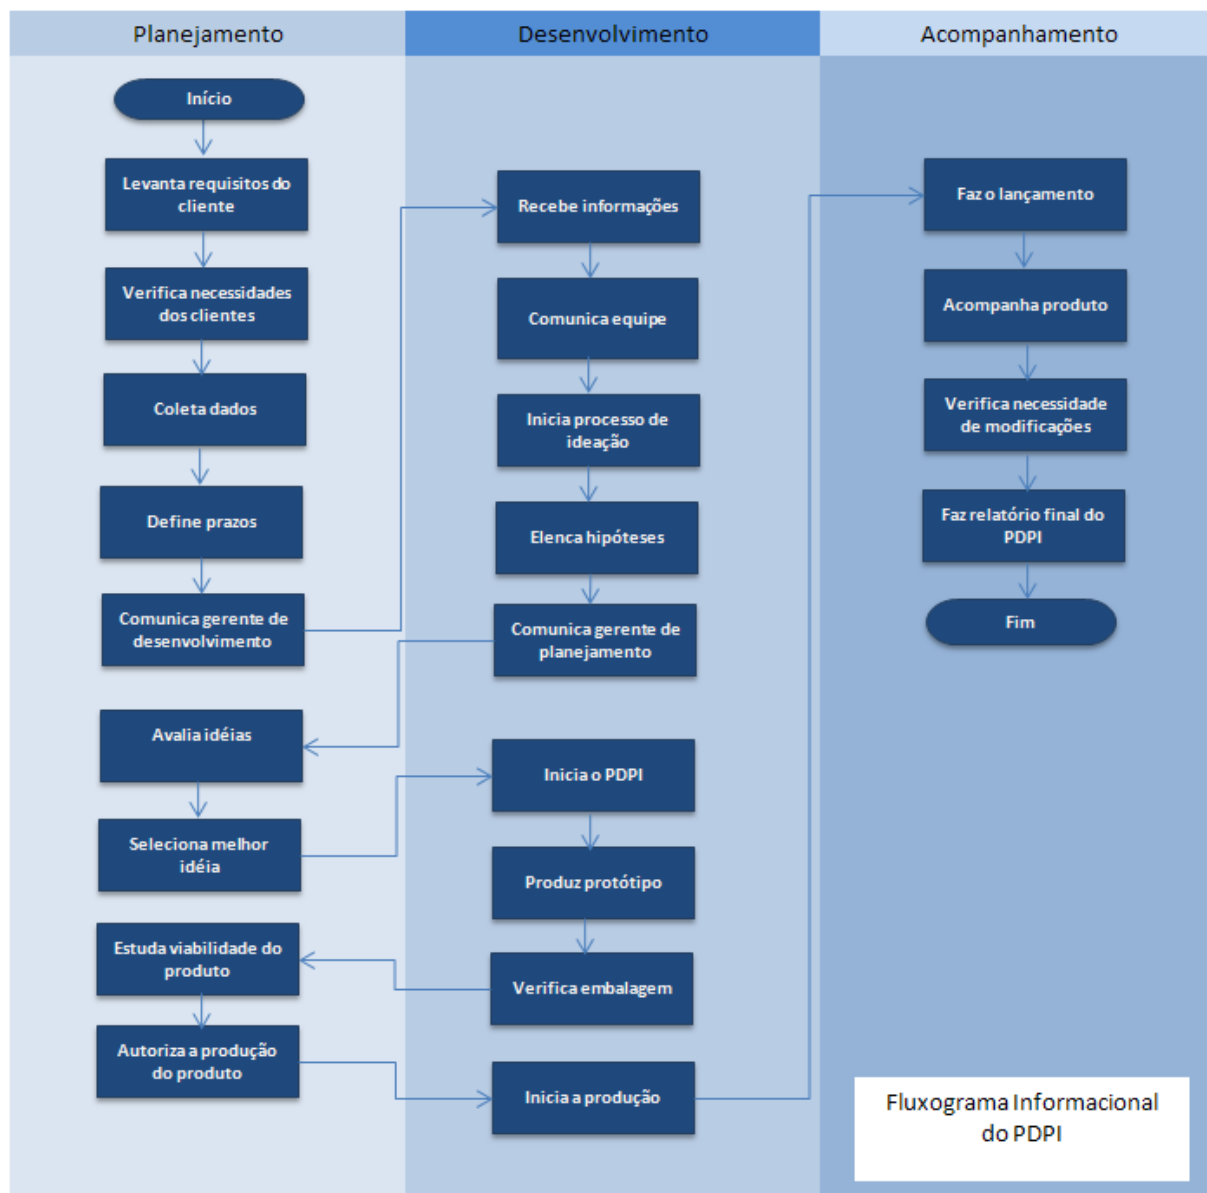 Planejamento
Desenvolvimento
Acompanhamento
Início
Levanta requisitos do
cliente
Verifica necessidades
dos clientes
Coleta dados
Define prazos
Comunica gerente de
desenvolvimento
Avalia idéias
Seleciona melhor
idéia
Estuda viabilidade do
produto
Autoriza a produção
do produto
Recebe informações
Comunica equipe
Inicia processo de
ideação
Elenca hipóteses
Comunica gerente de
planejamento
Inicia o PDPI
Produz protótipo
Verifica embalagem
Inicia a produção
Faz o lançamento
Acompanha produto
Verifica necessidade
de modificações
Faz relatório final do
PDPI
Fim
Fluxograma Informacional
do PDPI